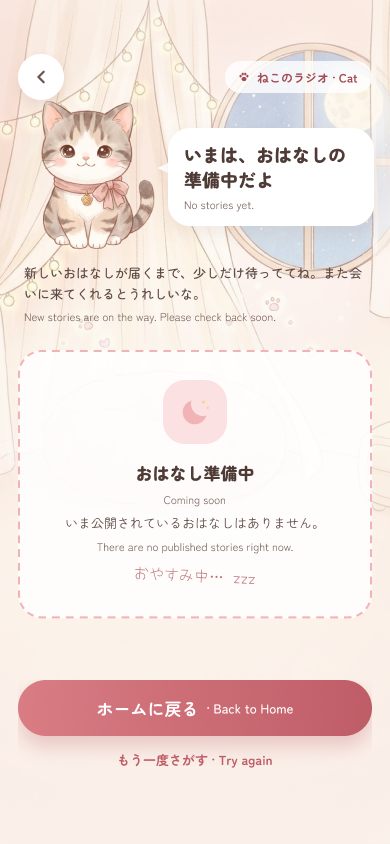 ねこのラジオ · Cat
いまは、おはなしの
準備中だよ
No stories yet.
新しいおはなしが届くまで、少しだけ待っててね。また会
いに来てくれるとうれしいな。
New stories are on the way. Please check back soon.
おはなし準備中
Coming soon
いま公開されているおはなしはありません。
There are no published stories right now.
おやすみ中… zzz
ホームに戻る · Back to Home
もう一度さがす · Try again